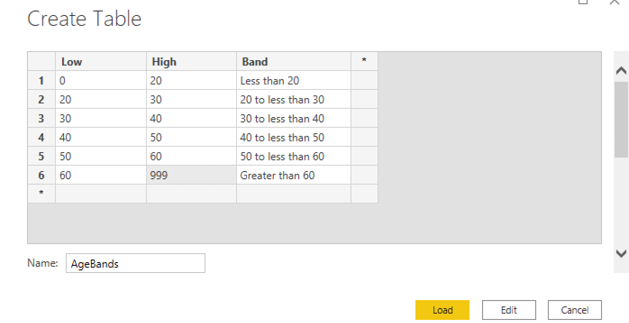 Create Table
Low High Band *
1 0 20 Less than 20
2 20 30 20 to less than 30
3 30 40 30 to less than 40
4 40 50 40 to less than 50
5 50 60 50 to less than 60
6 60 999 Greater than 60
*
Name: AgeBands
Load Edit Cancel